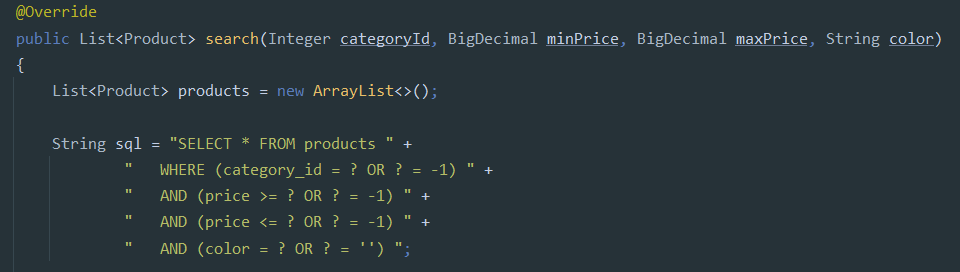 @Override
public List<Product> search(Integer categoryId, BigDecimal minPrice, BigDecimal maxPrice, String color)
{
    List<Product> products = new ArrayList<>();
    String sql = "SELECT * FROM products " +
            "   WHERE (category_id = ? OR ? = -1) " +
            "   AND (price >= ? OR ? = -1) " +
            "   AND (price <= ? OR ? = -1) " +
            "   AND (color = ? OR ? = '') ";